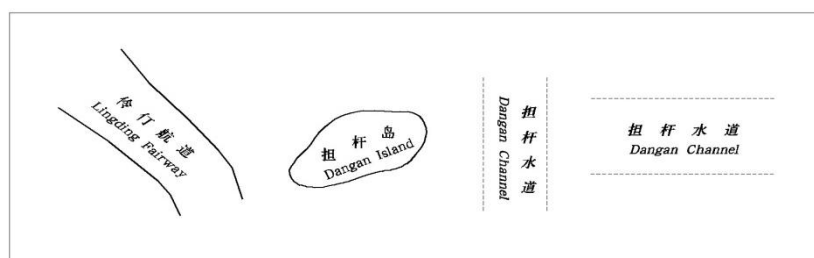 伶仃航道
Lingding Fairway
担杆岛
Dangan Island
担杆水道
Dangan Channel
担杆水道
Dangan Channel